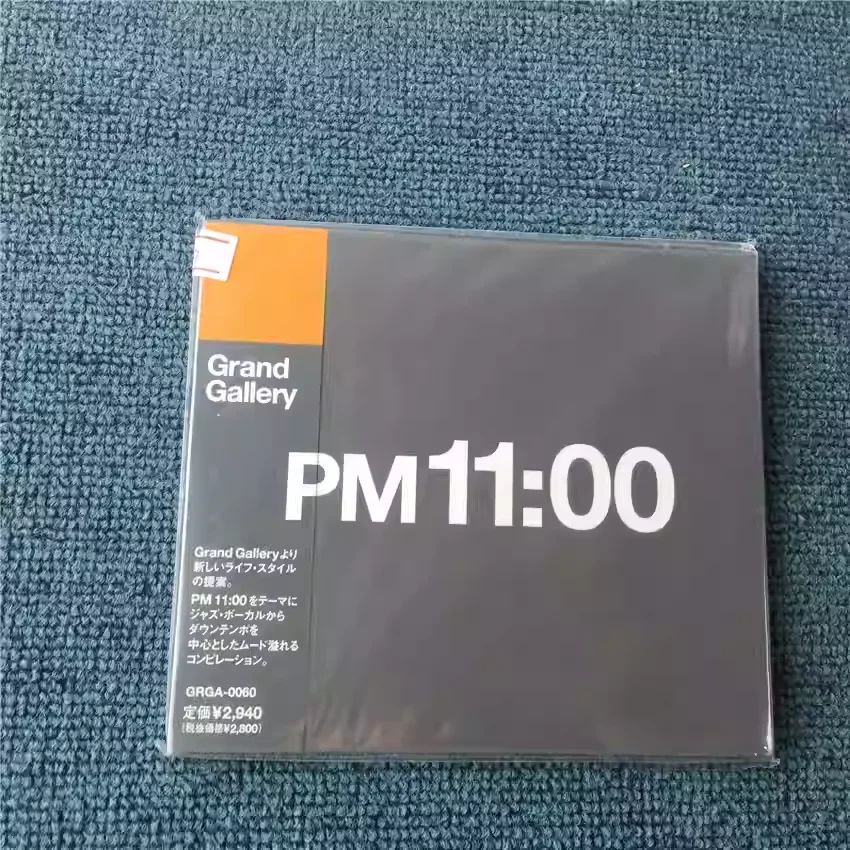 Grand
Gallery
PM 11:00
Grand Galleryより
新しいライフ・スタイル
の提案。
PM 11:00をテーマに
ジャズ・ボーカルから
ダウンテンポを
中心としたムード溢れる
コンピレーション。
GRGA-0060
定価¥2,940
(税抜価格¥2,800)